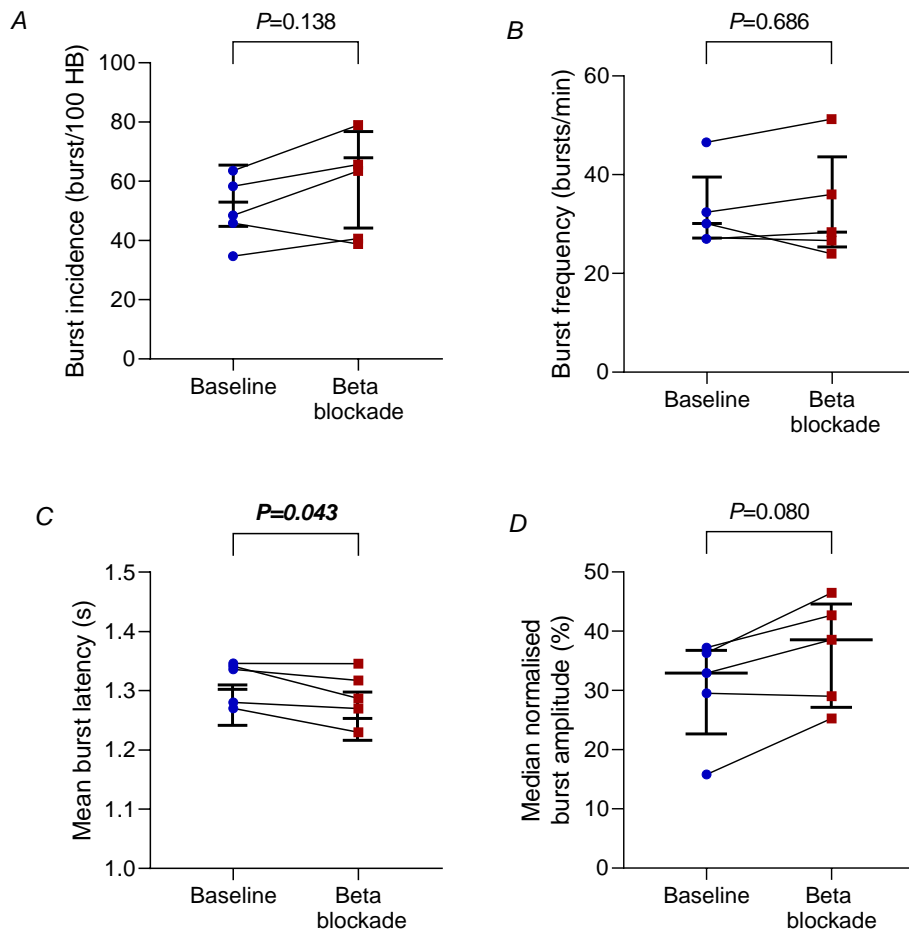 A
P=0.138
Burst incidence (burst/100 HB)
100
80
60
40
20
0
Baseline
Beta
blockade
B
P=0.686
Burst frequency (bursts/min)
60
40
20
0
Baseline
Beta
blockade
C
P=0.043
Mean burst latency (s)
1.5
1.4
1.3
1.2
1.1
1.0
Baseline
Beta
blockade
D
P=0.080
Median normalised
burst amplitude (%)
50
40
30
20
10
0
Baseline
Beta
blockade